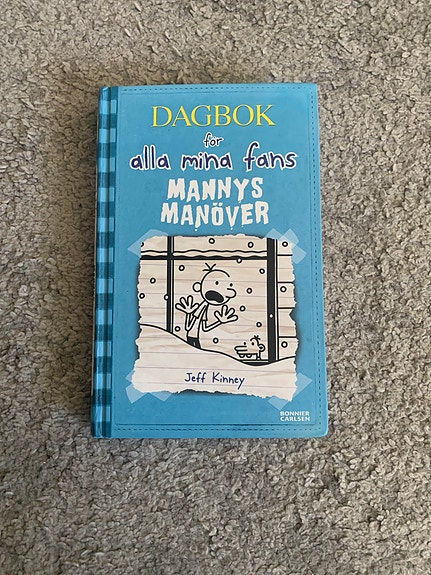 DAGBOK
för
alla mina fans
MANNYS
MANÖVER
Jeff Kinney
BONNIER
CARLSEN